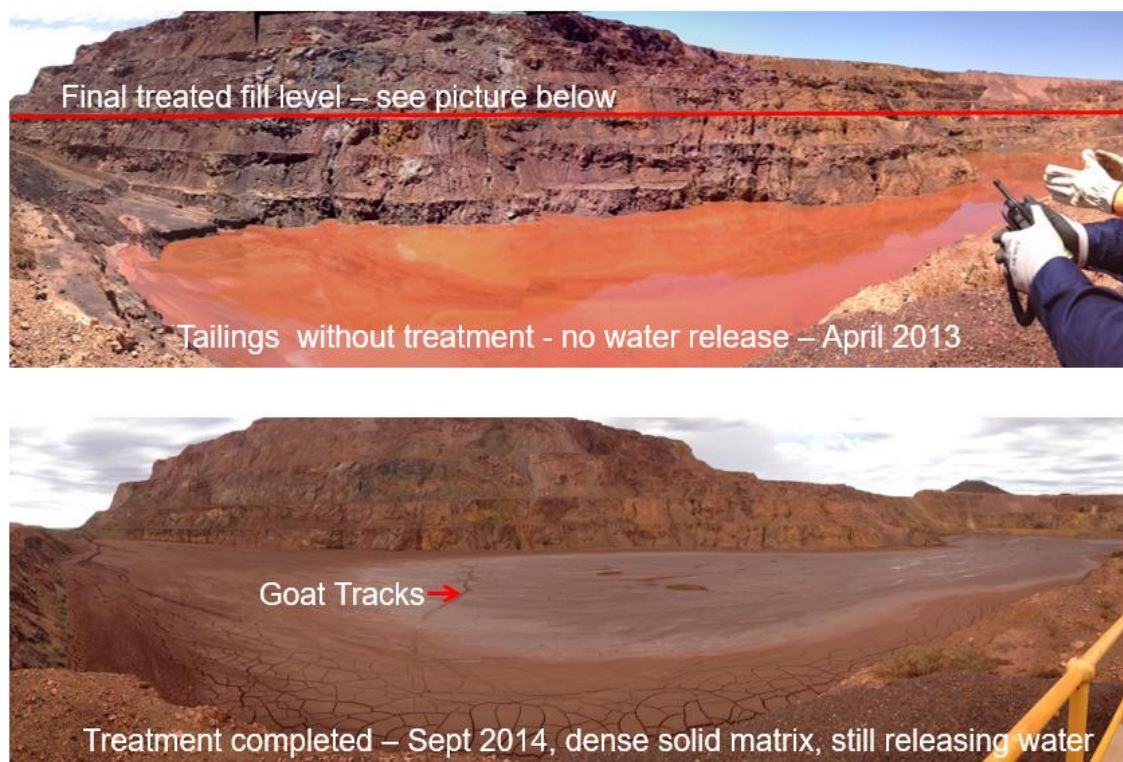 Final treated fill level – see picture below
Tailings  without treatment - no water release – April 2013
Goat Tracks
Treatment completed – Sept 2014, dense solid matrix, still releasing water